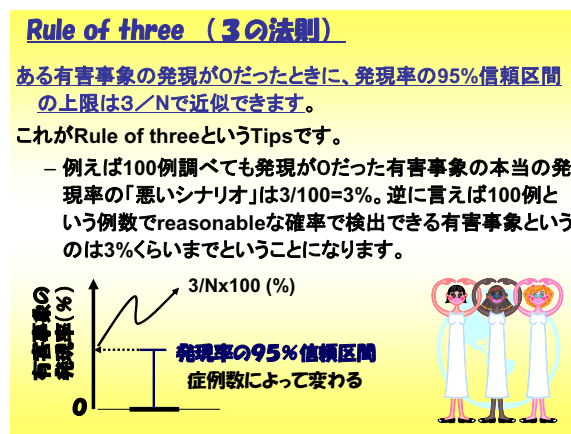 Rule of three （３の法則）
ある有害事象の発現が0だったときに、発現率の95%信頼区間
の上限は３／Nで近似できます。
これがRule of threeというTipsです。
– 例えば100例調べても発現が0だった有害事象の本当の発
現率の「悪いシナリオ」は3/100=3%。逆に言えば100例と
いう例数でreasonableな確率で検出できる有害事象という
のは3%くらいまでということになります。
3/Nx100 (%)
有害事象の
発現率(％)
発現率の95％信頼区間
症例数によって変わる
0